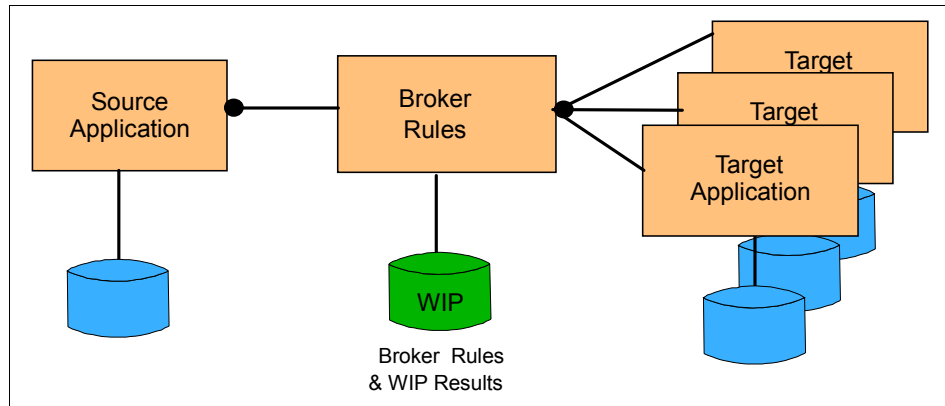 Source
Application
Broker
Rules
Target
Target
Target
Application
WIP
Broker Rules
& WIP Results